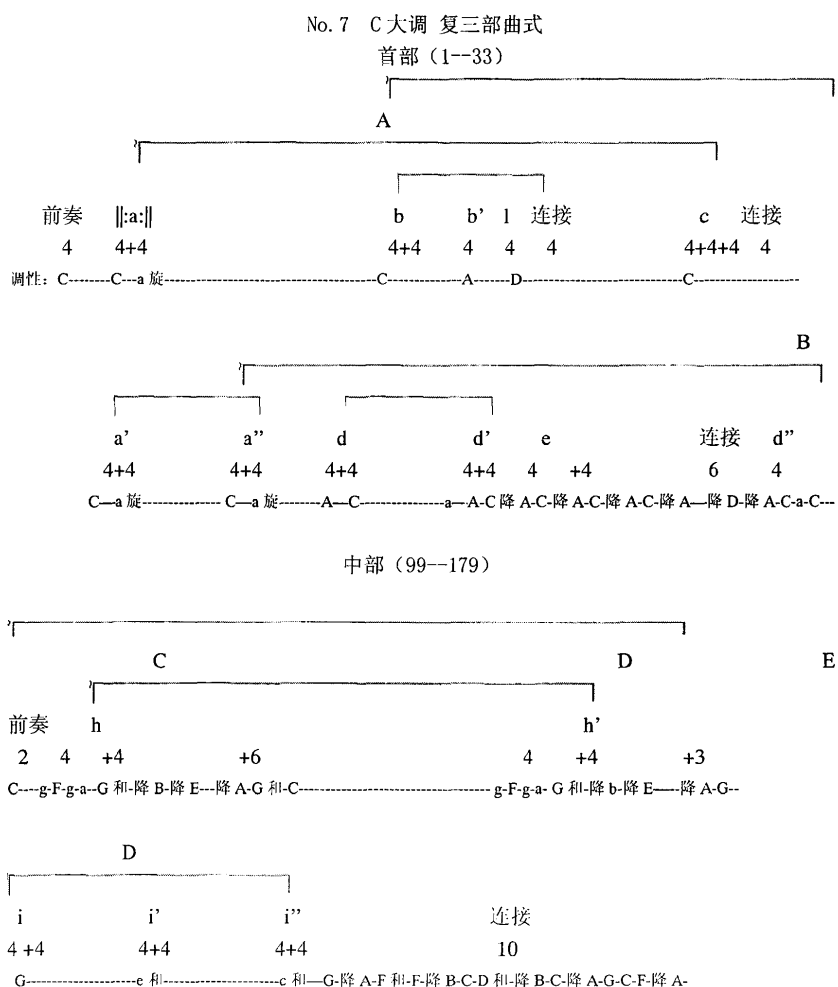 No.7 C大调 复三部曲式
首部（1--33）
A
前奏 ‖:a:‖ b b' l 连接 c 连接
4 4+4 4+4 4 4 4 4+4+4 4
调性：C--------C---a 旋------------------------------------------C--------------A------D--------------------------------C--------------------
B
a' a” d d' e 连接 d”
4+4 4+4 4+4 4+4 4 +4 6 4
C—a 旋--------------- C—a 旋--------A—C----------------a—A-C 降 A-C-降 A-C-降 A-C-降 A—降 D-降 A-C-a-C---
中部（99--179）
C D E
前奏 h h'
2 4 +4 +6 4 +4 +3
C----g-F-g-a--G 和-降 B-降 E---降 A-G 和-C------------------------------------- g-F-g-a- G 和-降 b-降 E——-降 A-G--
D
i i' i” 连接
4 +4 4+4 4+4 10
G---------------------e 和----------------------c 和—G-降 A-F 和-F-降 B-C-D 和-降 B-C-降 A-G-C-F-降 A-